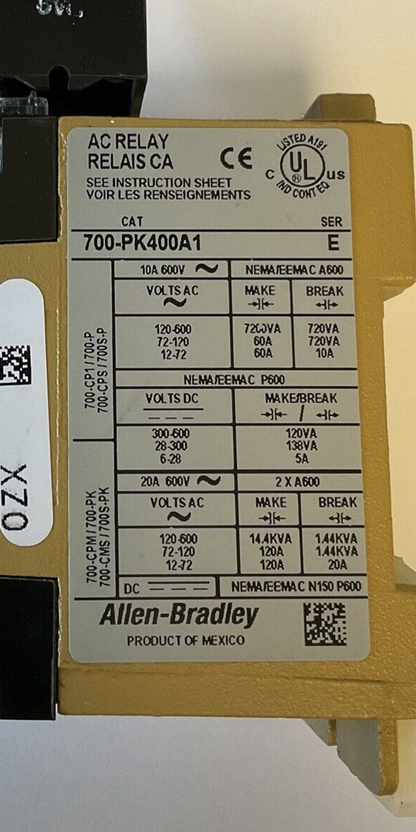 AC RELAY
RELAIS CA
CE
LISTED A191
C UL US
®
IND CONT EQ
SEE INSTRUCTION SHEET
VOIR LES RENSEIGNEMENTS
CAT SER
700-PK400A1 E
700-CP1 / 700-P
700-CPS / 700S-P
10A 600V NEMA/EEMAC A600
VOLTS AC MAKE BREAK
120-600 7200VA 720VA
72-120 60A 720VA
12-72 60A 10A
NEMA/EEMAC P600
VOLTS DC MAKE/BREAK
/
300-600 120VA
28-300 138VA
6-28 5A
700-CPM / 700-PK
700-CMS / 700S-PK
20A 600V 2 X A600
VOLTS AC MAKE BREAK
120-600 14.4KVA 1.44KVA
72-120 120A 1.44KVA
12-72 120A 20A
DC NEMA/EEMAC N150 P600
Allen-Bradley
PRODUCT OF MEXICO
XZO